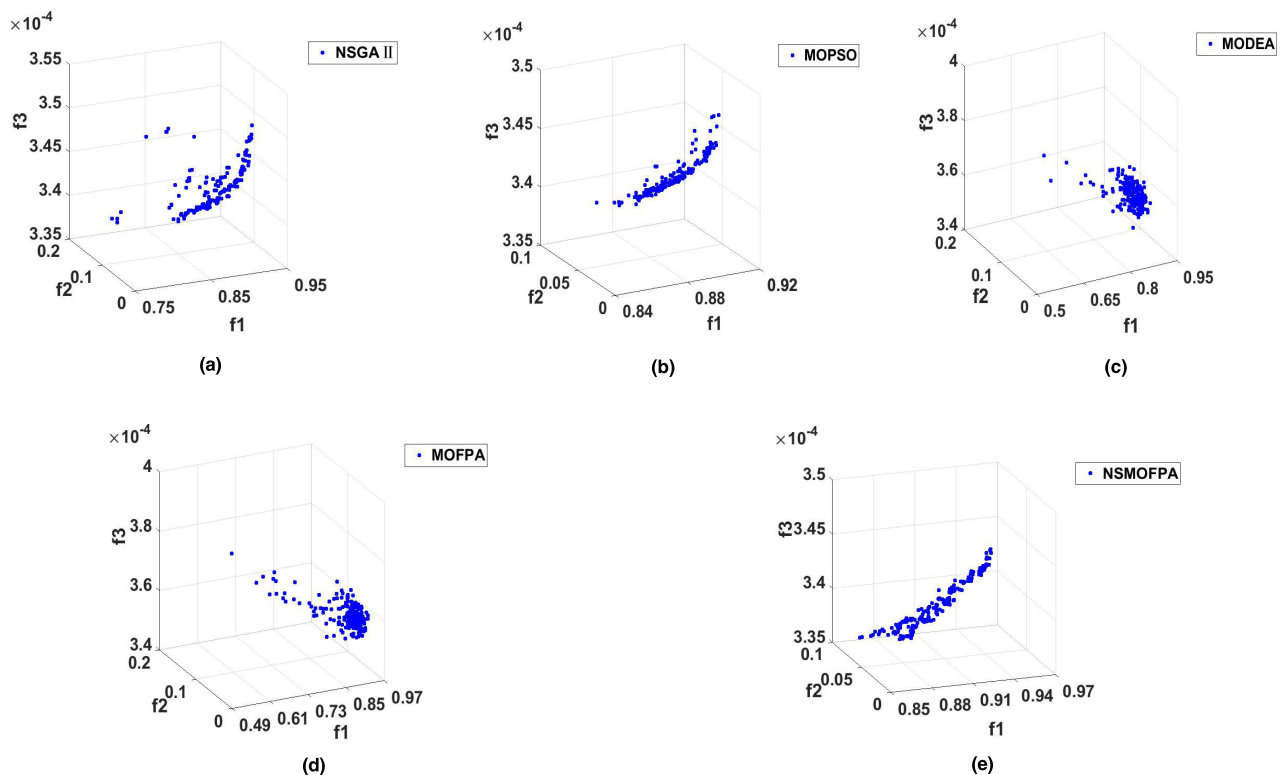 ×10-4
3.55
3.5
3.45
3.4
3.35
f3
0.2
0.1
0
f2
0.75
0.85
0.95
f1
NSGA II
(a)
×10-4
3.5
3.45
3.4
3.35
f3
0.1
0.05
0
f2
0.84
0.88
0.92
f1
MOPSO
(b)
×10-4
4
3.8
3.6
3.4
f3
0.2
0.1
0
f2
0.5
0.65
0.8
0.95
f1
MODEA
(c)
×10-4
4
3.8
3.6
3.4
f3
0.2
0.1
0
f2
0.49
0.61
0.73
0.85
0.97
f1
MOFPA
(d)
×10-4
3.5
3.45
3.4
3.35
f3
0.1
0.05
0
f2
0.85
0.88
0.91
0.94
0.97
f1
NSMOFPA
(e)